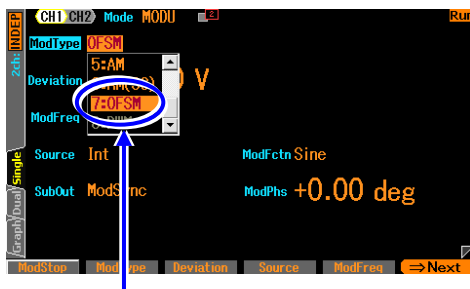 CH1 CH2 Mode MODU 2 Run
2ch: INDEP
ModType OFSM
5:AM
Deviation V
7:OFSM
ModFreq
Source Int ModFctn Sine
SubOut ModSync ModPhs +0.00 deg
Graph/Dual/Single
ModStop ModType Deviation Source ModFreq ⇒Next